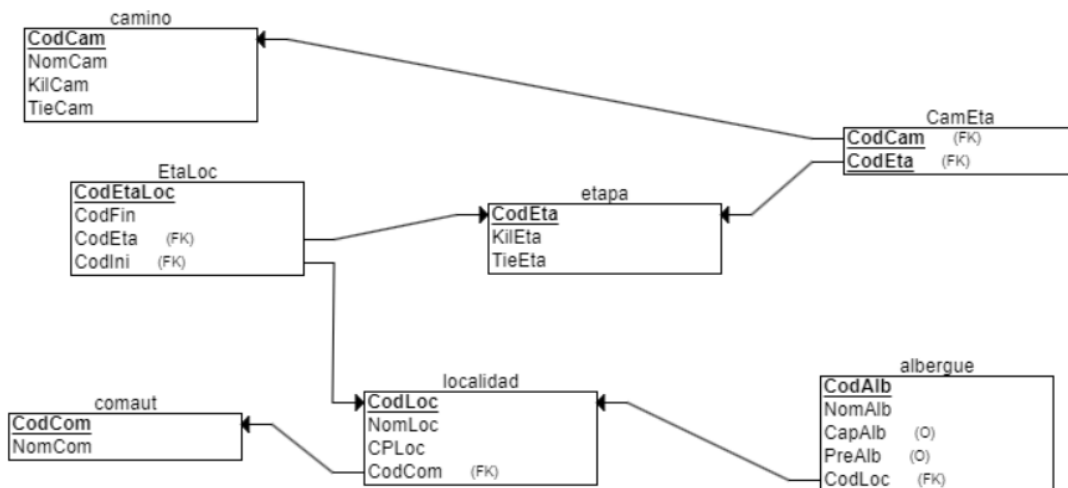 camino
CodCam
NomCam
KilCam
TieCam
CamEta
CodCam (FK)
CodEta (FK)
EtaLoc
CodEtaLoc
CodFin
CodEta (FK)
CodIni (FK)
etapa
CodEta
KilEta
TieEta
comaut
CodCom
NomCom
localidad
CodLoc
NomLoc
CPLoc
CodCom (FK)
albergue
CodAlb
NomAlb
CapAlb (O)
PreAlb (O)
CodLoc (FK)